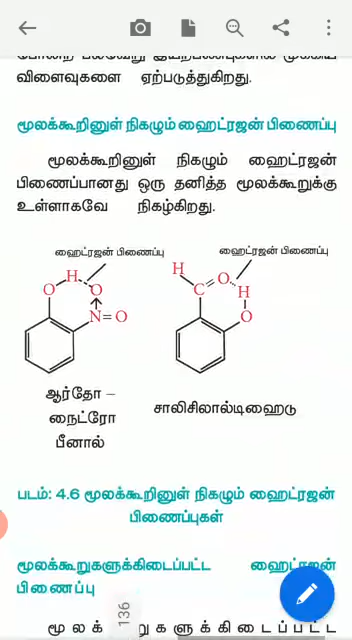 விளைவுகளை ஏற்படுத்துகிறது.
மூலக்கூறினுள் நிகழும் ஹைட்ரஜன் பிணைப்பு
மூலக்கூறினுள் நிகழும் ஹைட்ரஜன்
பிணைப்பானது ஒரு தனித்த மூலக்கூறுக்கு
உள்ளாகவே நிகழ்கிறது.
ஹைட்ரஜன் பிணைப்பு
H
O
O
N=O
ஆர்தோ –
நைட்ரோ
பீனால்
ஹைட்ரஜன் பிணைப்பு
H
C
O
H
O
சாலிசிலால்டிஹைடு
படம்: 4.6 மூலக்கூறினுள் நிகழும் ஹைட்ரஜன்
பிணைப்புகள்
மூலக்கூறுகளுக்கிடைப்பட்ட ஹைட்ரஜன்
பிணைப்பு
136